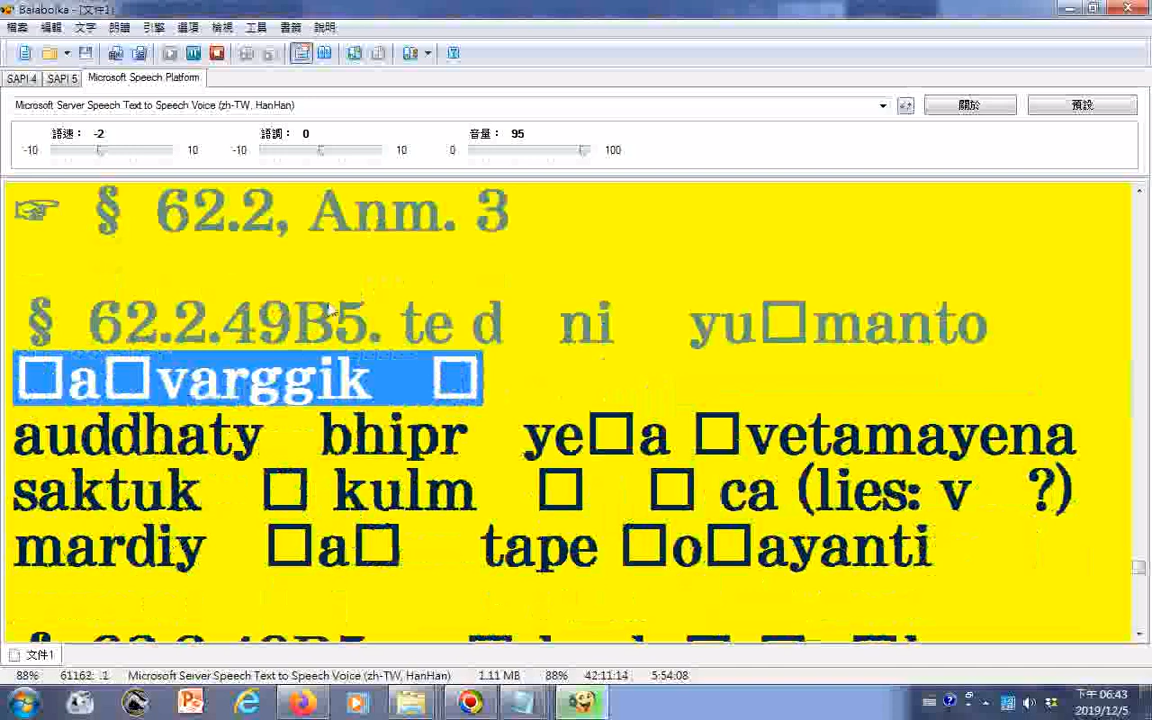 Balabolka - [文件1]
檔案 編輯 文字 朗讀 引擎 選項 檢視 工具 書籤 說明
SAPI 4 SAPI 5 Microsoft Speech Platform
Microsoft Server Speech Text to Speech Voice (zh-TW, HanHan) 關於 預設
語速： -2 語調： 0 音量： 95
-10 10 -10 10 0 100
☞ § 62.2, Anm. 3
§ 62.2.49B5. te d ni yu□manto
□a□varggik □
auddhaty bhipr ye□a □vetamayena
saktuk □ kulm □ □ ca (lies: v ?)
mardiy □a□ tape □o□ayanti
文件1
88% 61162: .1 Microsoft Server Speech Text to Speech Voice (zh-TW, HanHan) 1.11 MB 88% 42:11:14 5:54:08
下午 06:43
2019/12/5